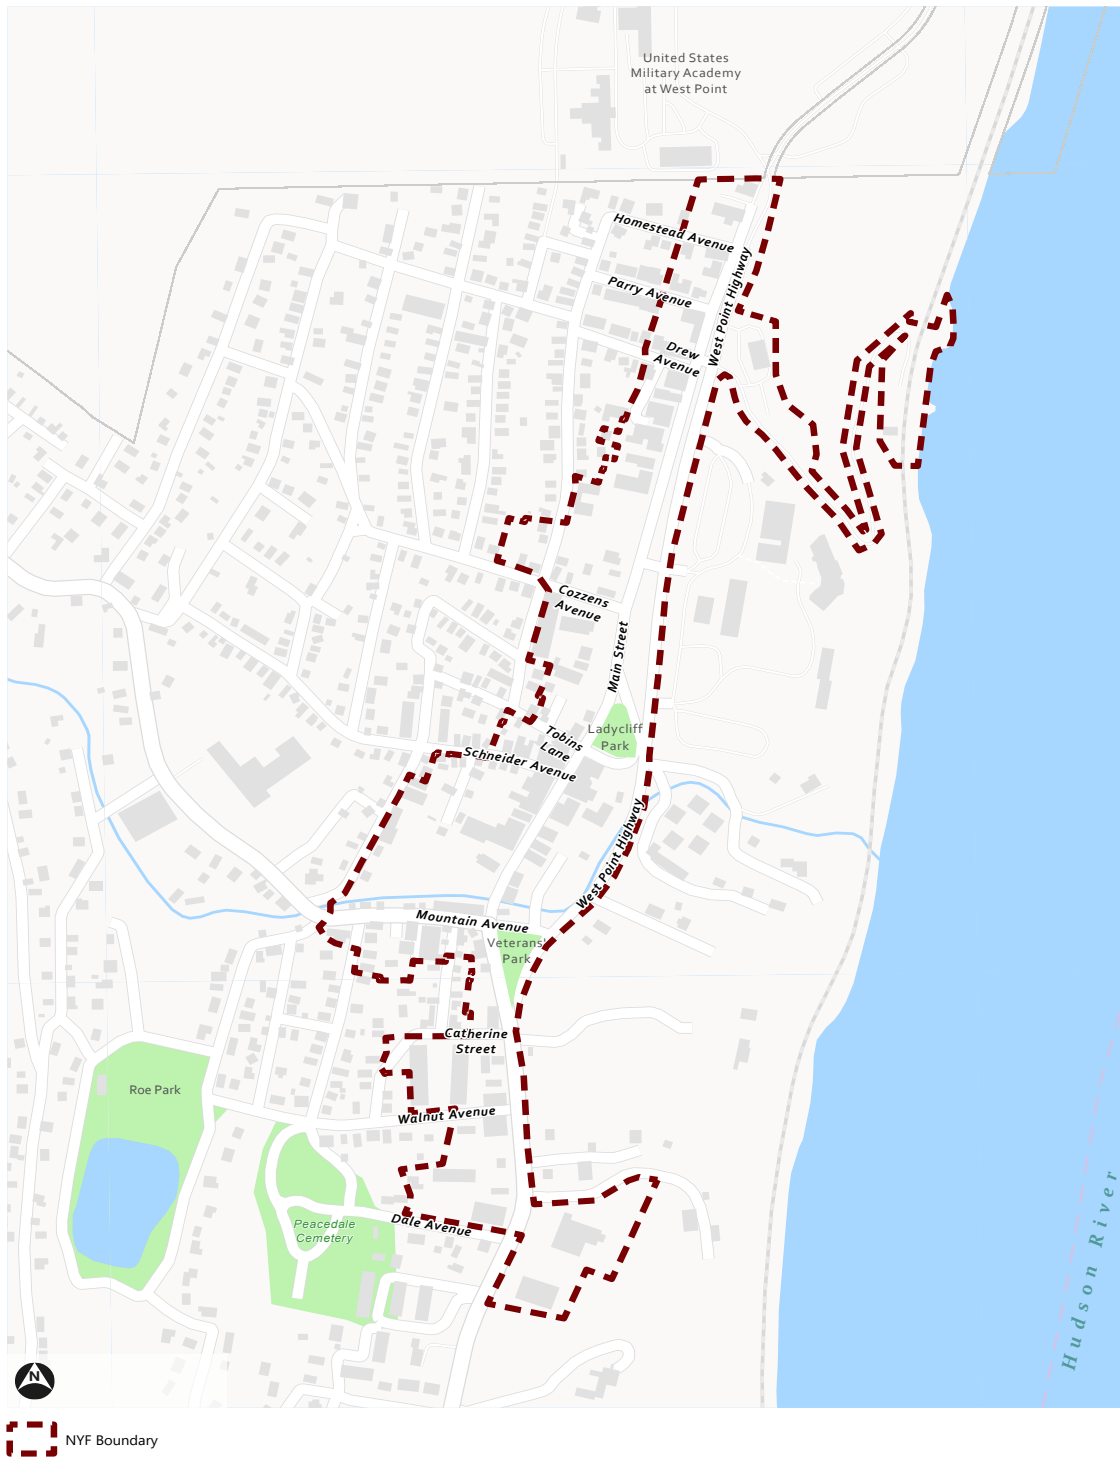 United States
Military Academy
at West Point
Homestead Avenue
Parry Avenue
West Point Highway
Drew
Avenue
Cozzens
Avenue
Main Street
Ladycliff
Park
Tobins
Lane
Schneider Avenue
West Point Highway
Mountain Avenue
Veterans'
Park
Catherine
Street
Roe Park
Walnut Avenue
Peacedale
Cemetery
Dale Avenue
Hudson River
N
NYF Boundary